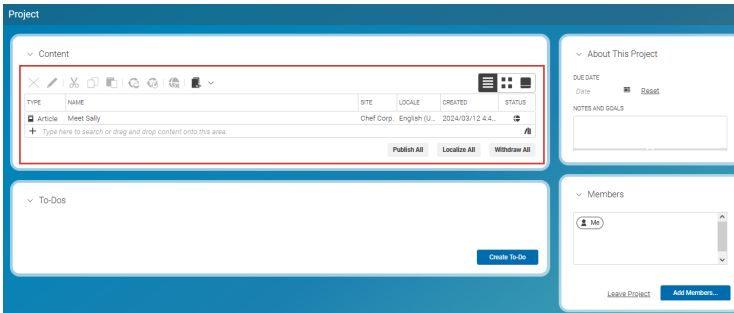 Project
Content
TYPE NAME SITE LOCALE CREATED STATUS
Article Meet Sally Chef Corp. English (U... 2024/03/12 4:4...
Type here to search or drag and drop content onto this area.
Publish All Localize All Withdraw All
To-Dos
Create To-Do
About This Project
DUE DATE
Date Reset
NOTES AND GOALS
Members
Me
Leave Project Add Members...